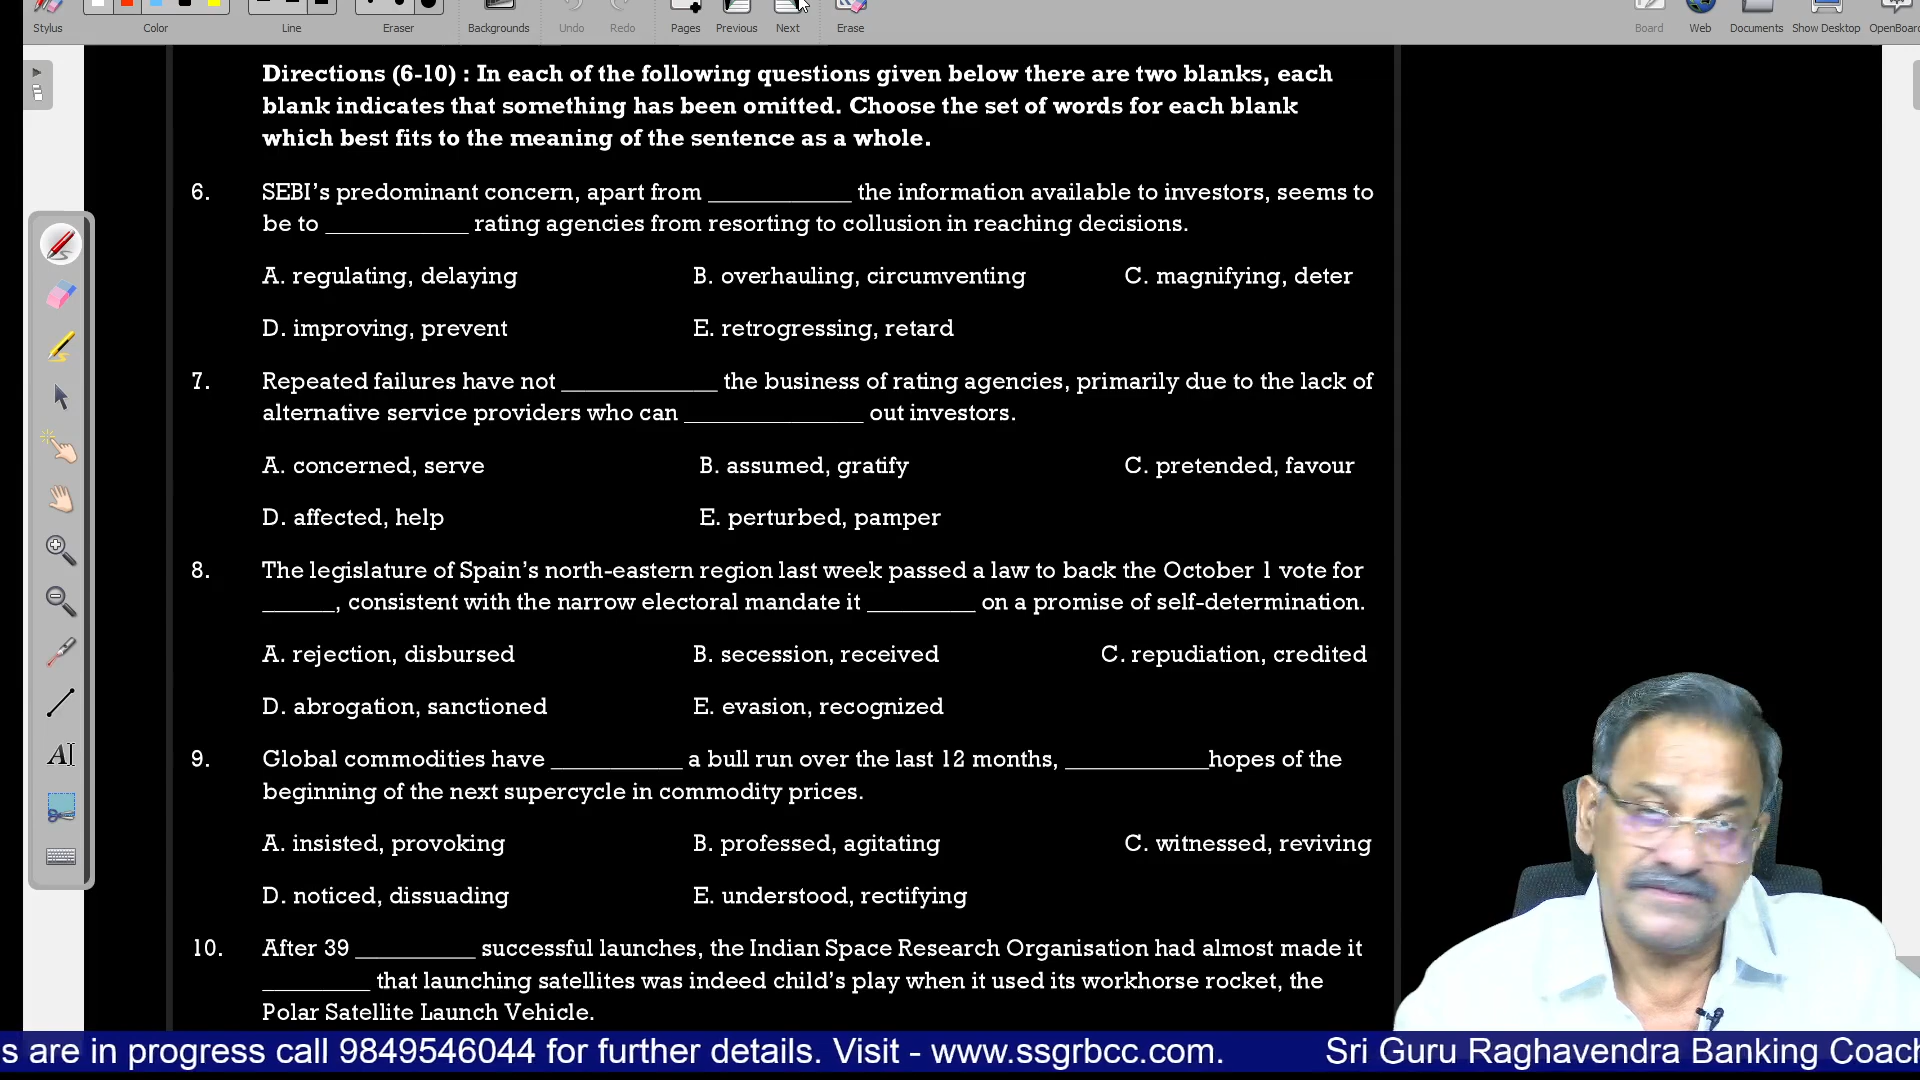 Stylus Color Line Eraser Backgrounds Undo Redo Pages Previous Next Erase Board Web Documents Show Desktop OpenBoard
Directions (6-10) : In each of the following questions given below there are two blanks, each
blank indicates that something has been omitted. Choose the set of words for each blank
which best fits to the meaning of the sentence as a whole.
6. SEBI’s predominant concern, apart from ____________ the information available to investors, seems to
be to ____________ rating agencies from resorting to collusion in reaching decisions.
A. regulating, delaying B. overhauling, circumventing C. magnifying, deter
D. improving, prevent E. retrogressing, retard
7. Repeated failures have not _____________ the business of rating agencies, primarily due to the lack of
alternative service providers who can _______________ out investors.
A. concerned, serve B. assumed, gratify C. pretended, favour
D. affected, help E. perturbed, pamper
8. The legislature of Spain’s north-eastern region last week passed a law to back the October 1 vote for
______, consistent with the narrow electoral mandate it _________ on a promise of self-determination.
A. rejection, disbursed B. secession, received C. repudiation, credited
D. abrogation, sanctioned E. evasion, recognized
9. Global commodities have ___________ a bull run over the last 12 months, ____________hopes of the
beginning of the next supercycle in commodity prices.
A. insisted, provoking B. professed, agitating C. witnessed, reviving
D. noticed, dissuading E. understood, rectifying
10. After 39 __________ successful launches, the Indian Space Research Organisation had almost made it
_________ that launching satellites was indeed child’s play when it used its workhorse rocket, the
Polar Satellite Launch Vehicle.
s are in progress call 9849546044 for further details. Visit - www.ssgrbcc.com. Sri Guru Raghavendra Banking Coach